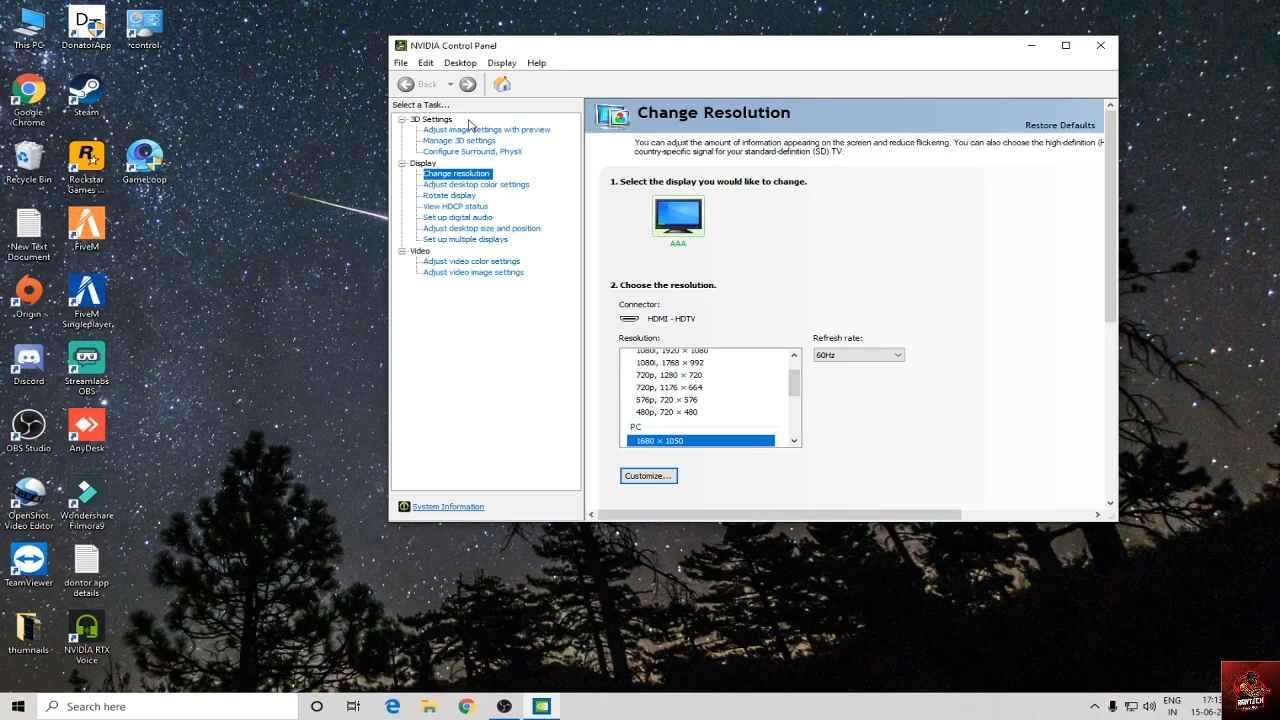 This PC
DonatorApp
control-
Google
Chrome
Steam
Recycle Bin
Rockstar
Games ...
GameLoop
New Text
Document
FiveM
Origin
FiveM
Singleplayer
Discord
Streamlabs
OBS
OBS Studio
AnyDesk
OpenShot
Video Editor
Wondershare
Filmora9
TeamViewer
dontor app
details
thumnails
NVIDIA RTX
Voice
NVIDIA Control Panel
File Edit Desktop Display Help
Back
Select a Task...
3D Settings
Adjust image settings with preview
Manage 3D settings
Configure Surround, PhysX
Display
Change resolution
Adjust desktop color settings
Rotate display
View HDCP status
Set up digital audio
Adjust desktop size and position
Set up multiple displays
Video
Adjust video color settings
Adjust video image settings
System Information
Change Resolution
Restore Defaults
You can adjust the amount of information appearing on the screen and reduce flickering. You can also choose the high-definition (H
country-specific signal for your standard-definition (SD) TV.
1. Select the display you would like to change.
AAA
2. Choose the resolution.
Connector:
HDMI - HDTV
Resolution:
Refresh rate:
60Hz
1080i, 1920 × 1080
1080i, 1768 × 992
720p, 1280 × 720
720p, 1176 × 664
576p, 720 × 576
480p, 720 × 480
PC
1680 × 1050
Customize...
Search here
ENG
IN
17:13
15-06-2